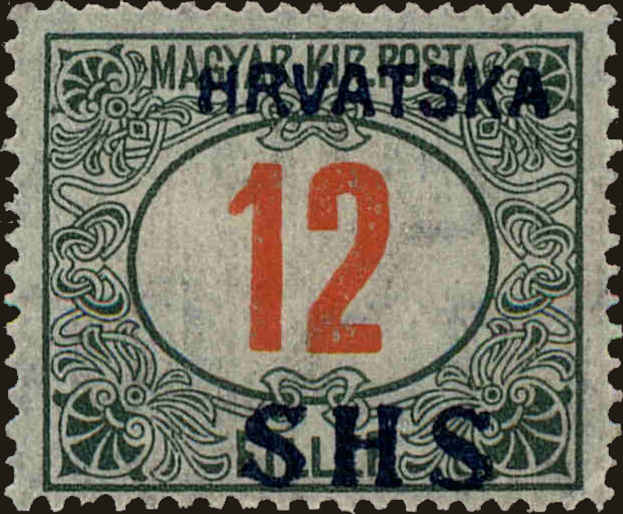 MAGYAR KIR. POSTA
HRVATSKA
12
SHS